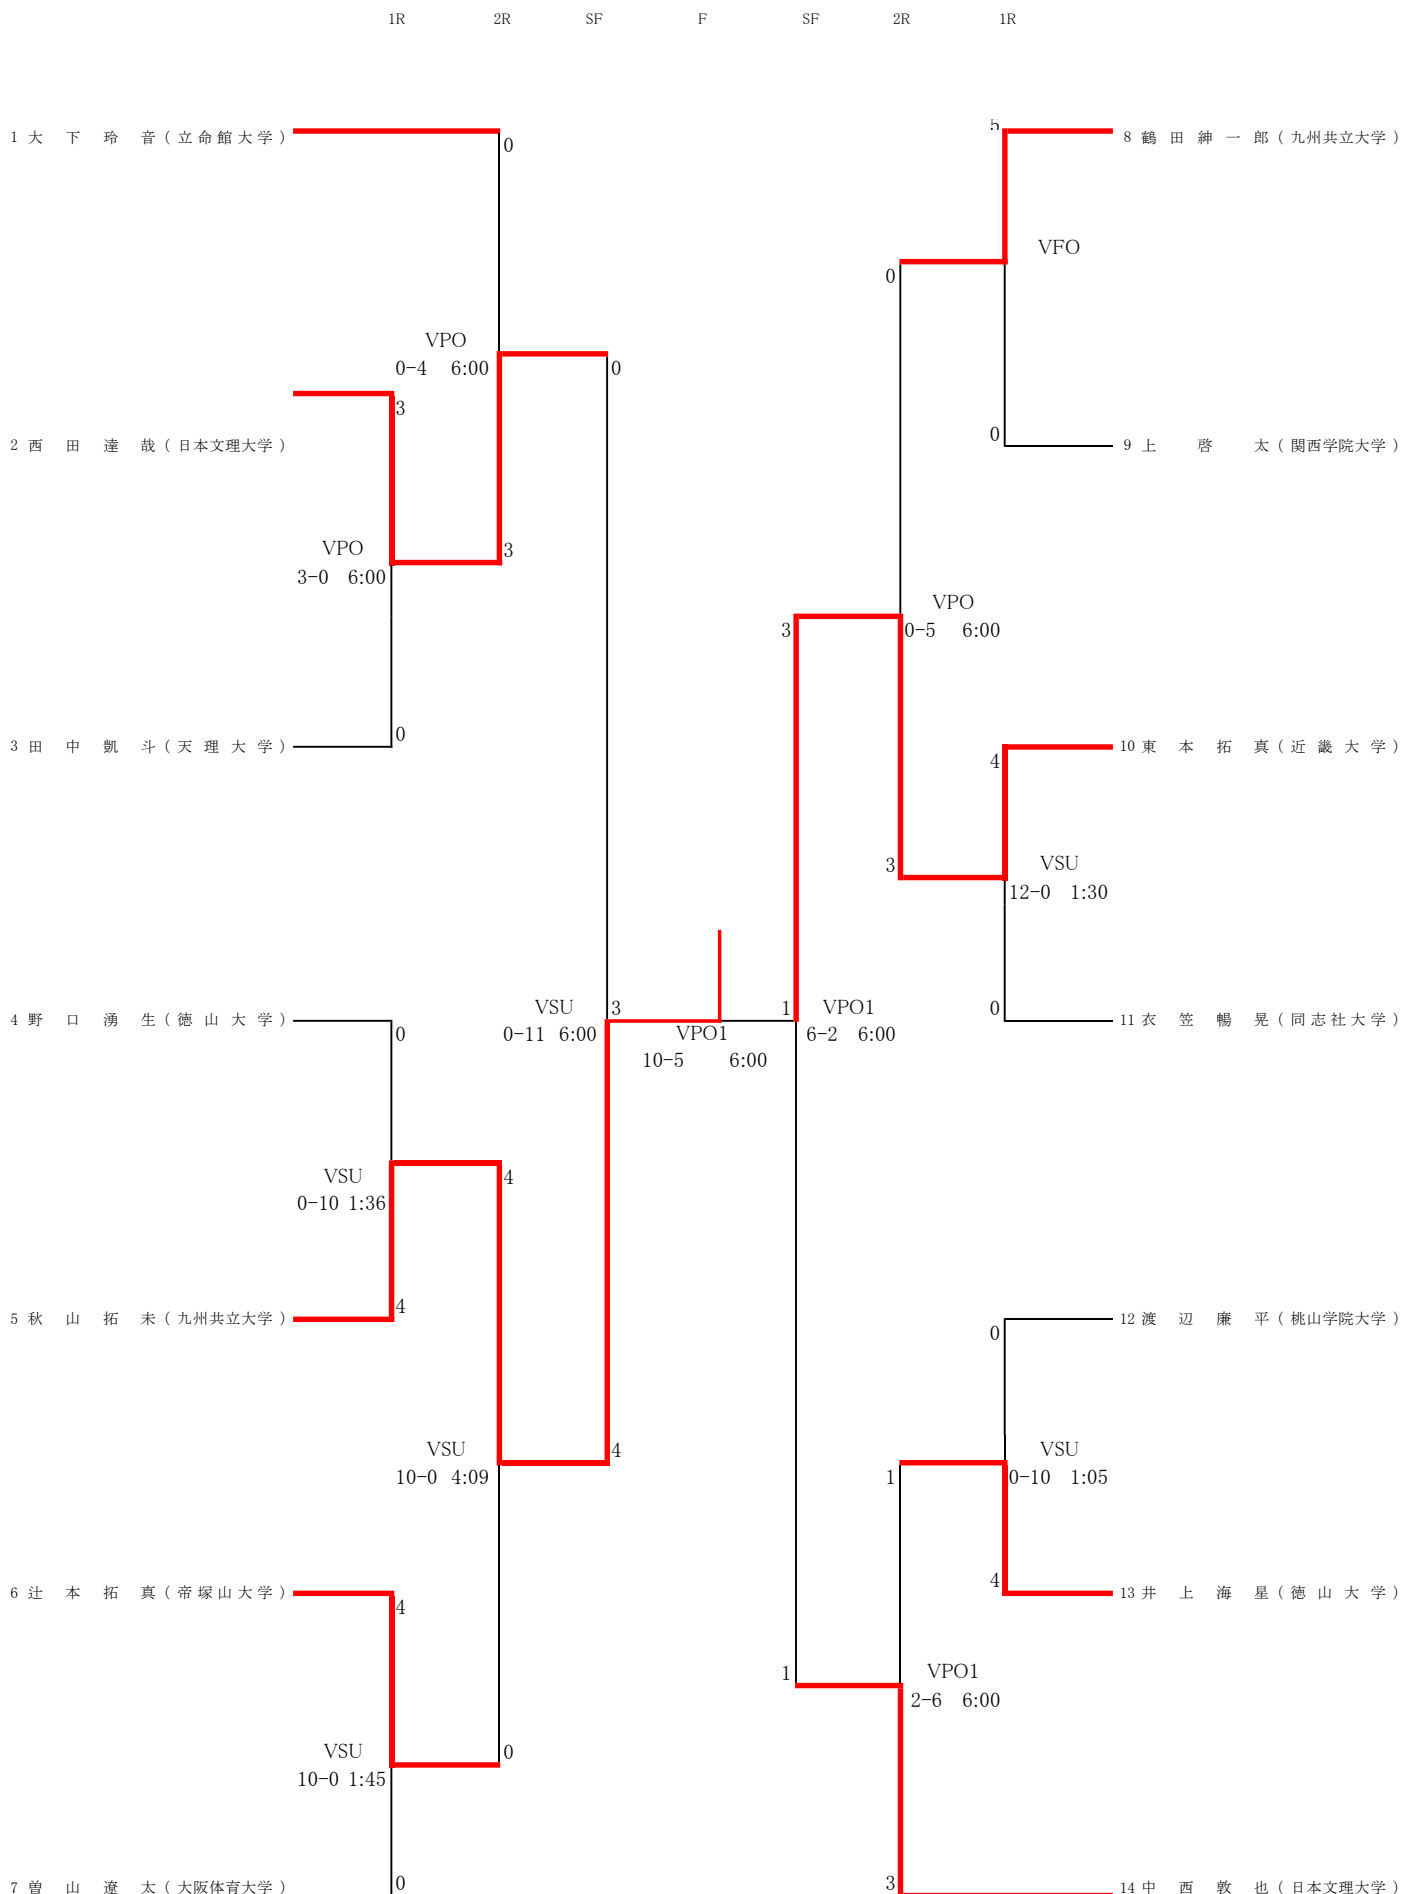 1R 2R SF F SF 2R 1R
1 大下玲音 ( 立命館大学 )
0
5
8 鶴田紳一郎 ( 九州共立大学 )
VFO
0
VPO
0-4 6:00
0
3
0
2 西田達哉 ( 日本文理大学 )
9 上啓太 ( 関西学院大学 )
VPO
3
3-0 6:00
VPO
3
0-5 6:00
0
3 田中凱斗 ( 天理大学 )
10 東本拓真 ( 近畿大学 )
4
3
VSU
12-0 1:30
4 野口湧生 ( 徳山大学 )
0
VSU
0-11 6:00
3
VPO1
10-5 6:00
1
VPO1
6-2 6:00
0
11 衣笠暢晃 ( 同志社大学 )
VSU
0-10 1:36
4
4
5 秋山拓未 ( 九州共立大学 )
12 渡辺廉平 ( 桃山学院大学 )
0
VSU
10-0 4:09
4
1
VSU
0-10 1:05
6 辻本拓真 ( 帝塚山大学 )
4
4
13 井上海星 ( 徳山大学 )
1
VPO1
2-6 6:00
VSU
10-0 1:45
0
7 曽山遼太 ( 大阪体育大学 )
0
3
14 中西敦也 ( 日本文理大学 )